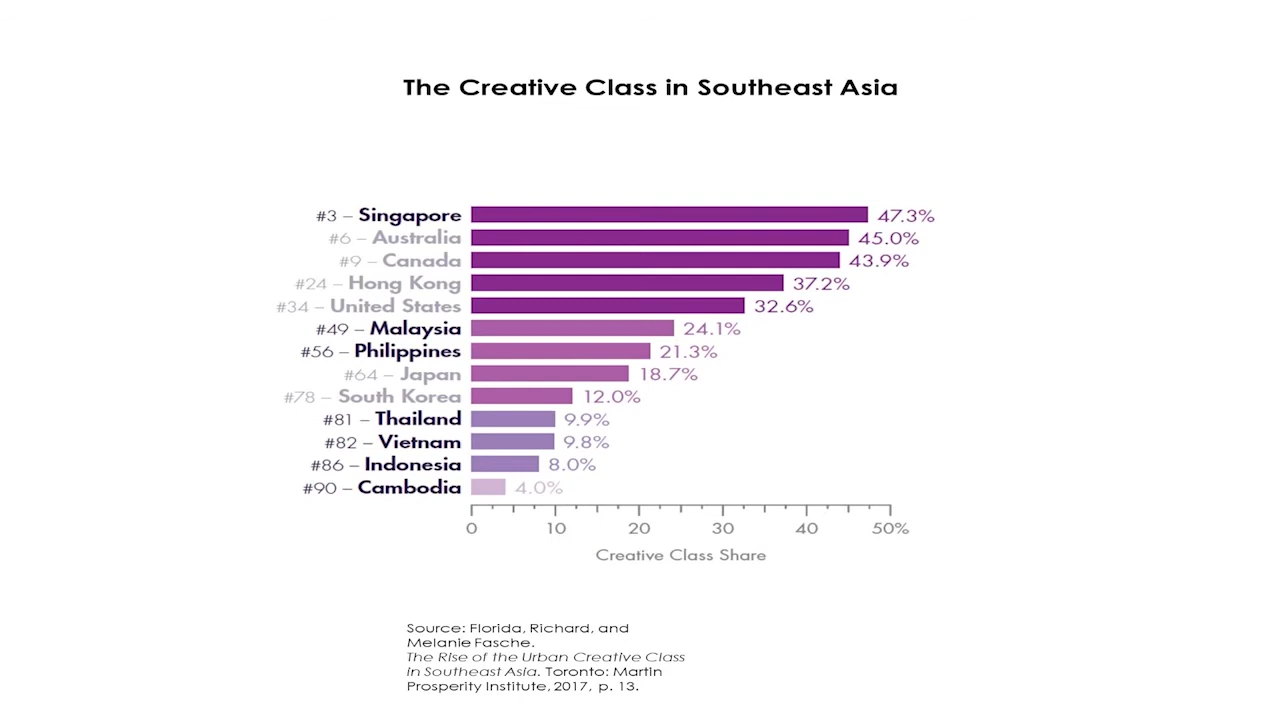 The Creative Class in Southeast Asia
#3 – Singapore 47.3%
#6 – Australia 45.0%
#9 – Canada 43.9%
#24 – Hong Kong 37.2%
#34 – United States 32.6%
#49 – Malaysia 24.1%
#56 – Philippines 21.3%
#64 – Japan 18.7%
#78 – South Korea 12.0%
#81 – Thailand 9.9%
#82 – Vietnam 9.8%
#86 – Indonesia 8.0%
#90 – Cambodia 4.0%
0 10 20 30 40 50%
Creative Class Share
Source: Florida, Richard, and
Melanie Fasche.
The Rise of the Urban Creative Class
in Southeast Asia. Toronto: Martin
Prosperity Institute, 2017, p. 13.